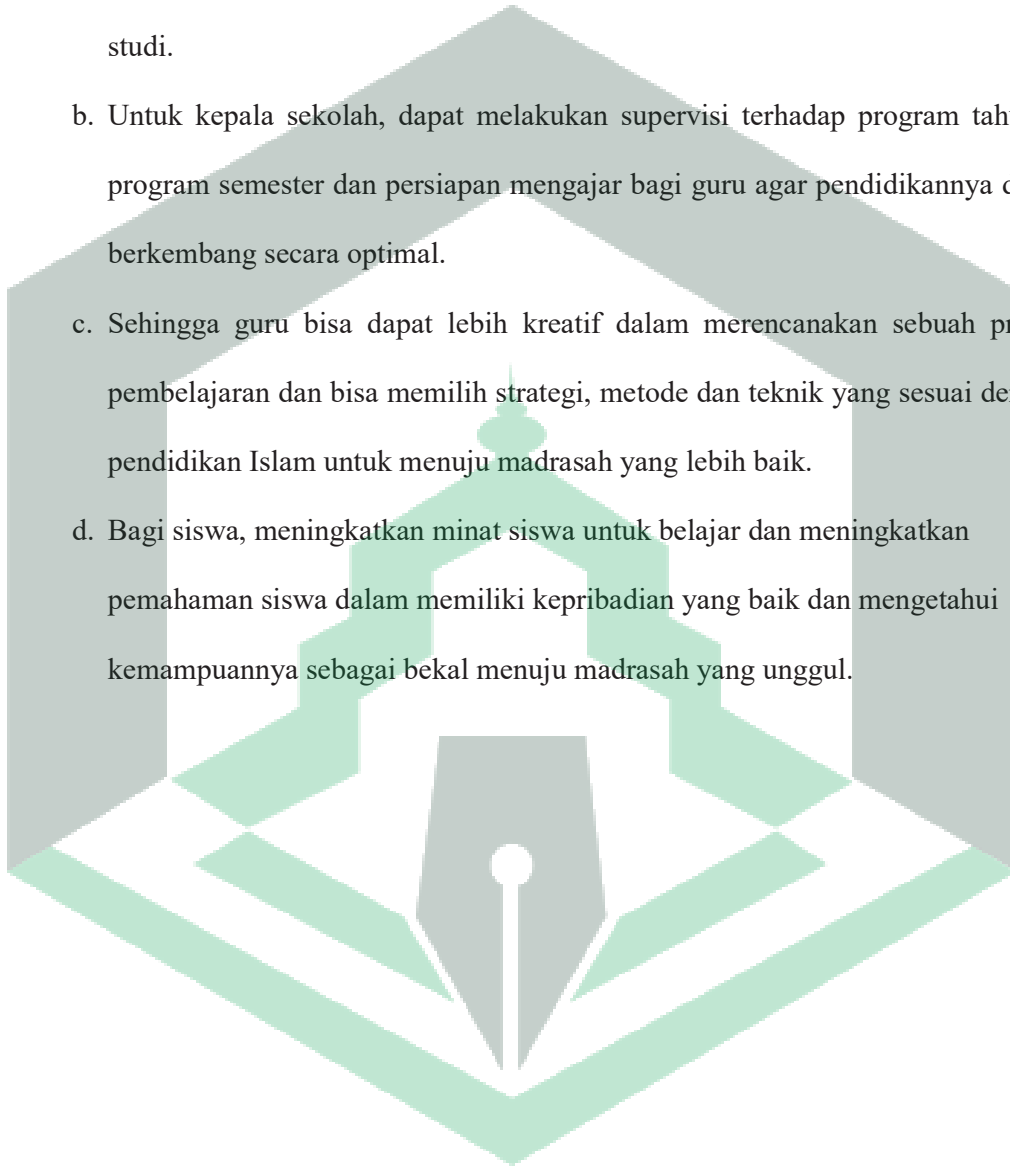 studi.
b. Untuk kepala sekolah, dapat melakukan supervisi terhadap program
program semester dan persiapan mengajar bagi guru agar pendidikannya
berkembang secara optimal.
c. Sehingga guru bisa dapat lebih kreatif dalam merencanakan sebuah
pembelajaran dan bisa memilih strategi, metode dan teknik yang sesuai
pendidikan Islam untuk menuju madrasah yang lebih baik.
d. Bagi siswa, meningkatkan minat siswa untuk belajar dan meningkatkan
pemahaman siswa dalam memiliki kepribadian yang baik dan mengetahui
kemampuannya sebagai bekal menuju madrasah yang unggul.